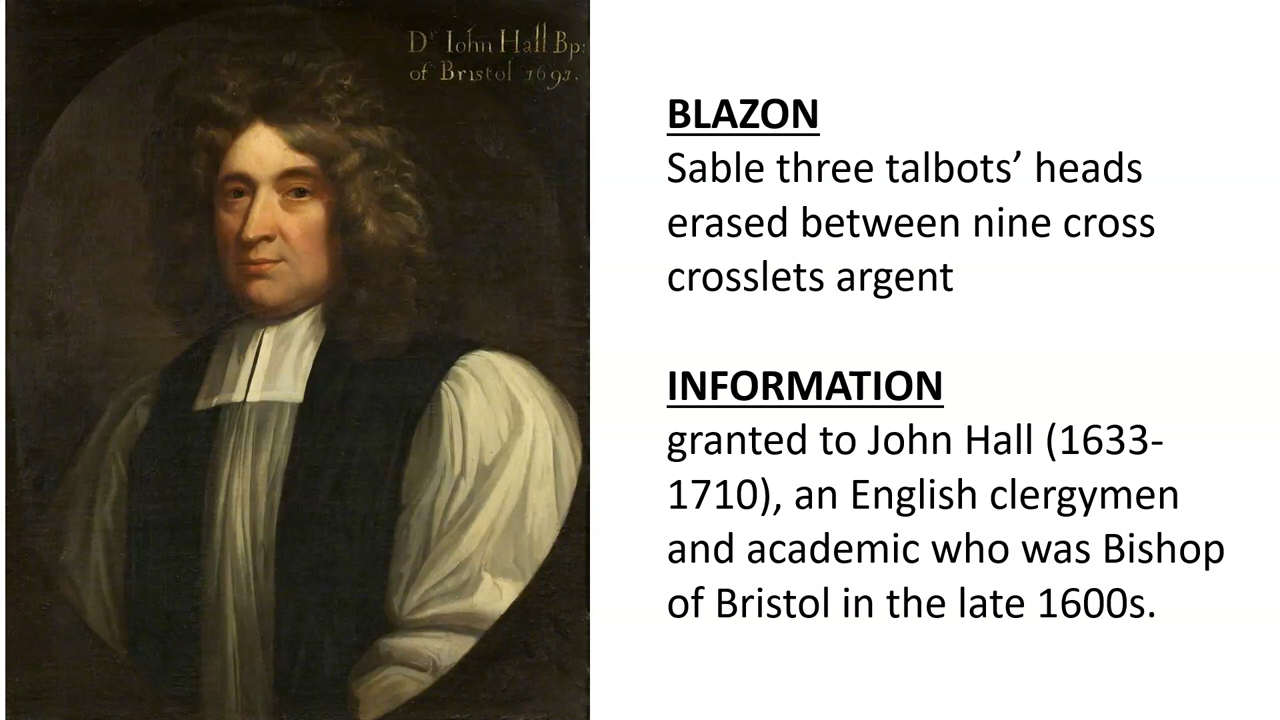 Dr Iohn Hall Bp:
of Bristol 1691.
BLAZON
Sable three talbots’ heads
erased between nine cross
crosslets argent
INFORMATION
granted to John Hall (1633-
1710), an English clergymen
and academic who was Bishop
of Bristol in the late 1600s.